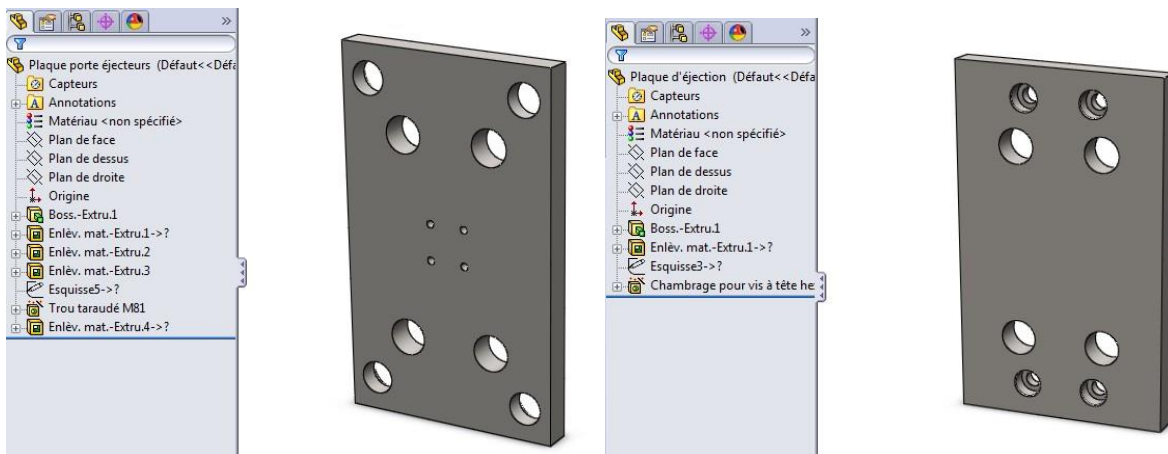 Plaque porte éjecteurs (Défaut<<Défa
Capteurs
Annotations
Matériau <non spécifié>
Plan de face
Plan de dessus
Plan de droite
Origine
Boss.-Extru.1
Enlèv. mat.-Extru.1->?
Enlèv. mat.-Extru.2
Enlèv. mat.-Extru.3
Esquisse5->?
Trou taraudé M81
Enlèv. mat.-Extru.4->?
Plaque d'éjection (Défaut<<Défa
Capteurs
Annotations
Matériau <non spécifié>
Plan de face
Plan de dessus
Plan de droite
Origine
Boss.-Extru.1
Enlèv. mat.-Extru.1->?
Esquisse3->?
Chambrage pour vis à tête he